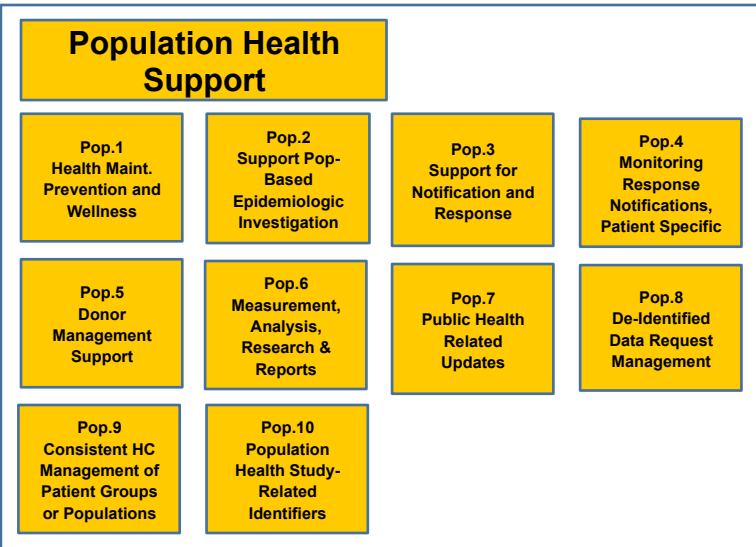 Population Health
Support
Pop.1
Health Maint.
Prevention and
Wellness
Pop.2
Support Pop-
Based
Epidemiologic
Investigation
Pop.3
Support for
Notification and
Response
Pop.4
Monitoring
Response
Notifications,
Patient Specific
Pop.5
Donor
Management
Support
Pop.6
Measurement,
Analysis,
Research &
Reports
Pop.7
Public Health
Related
Updates
Pop.8
De-Identified
Data Request
Management
Pop.9
Consistent HC
Management of
Patient Groups
or Populations
Pop.10
Population
Health Study-
Related
Identifiers